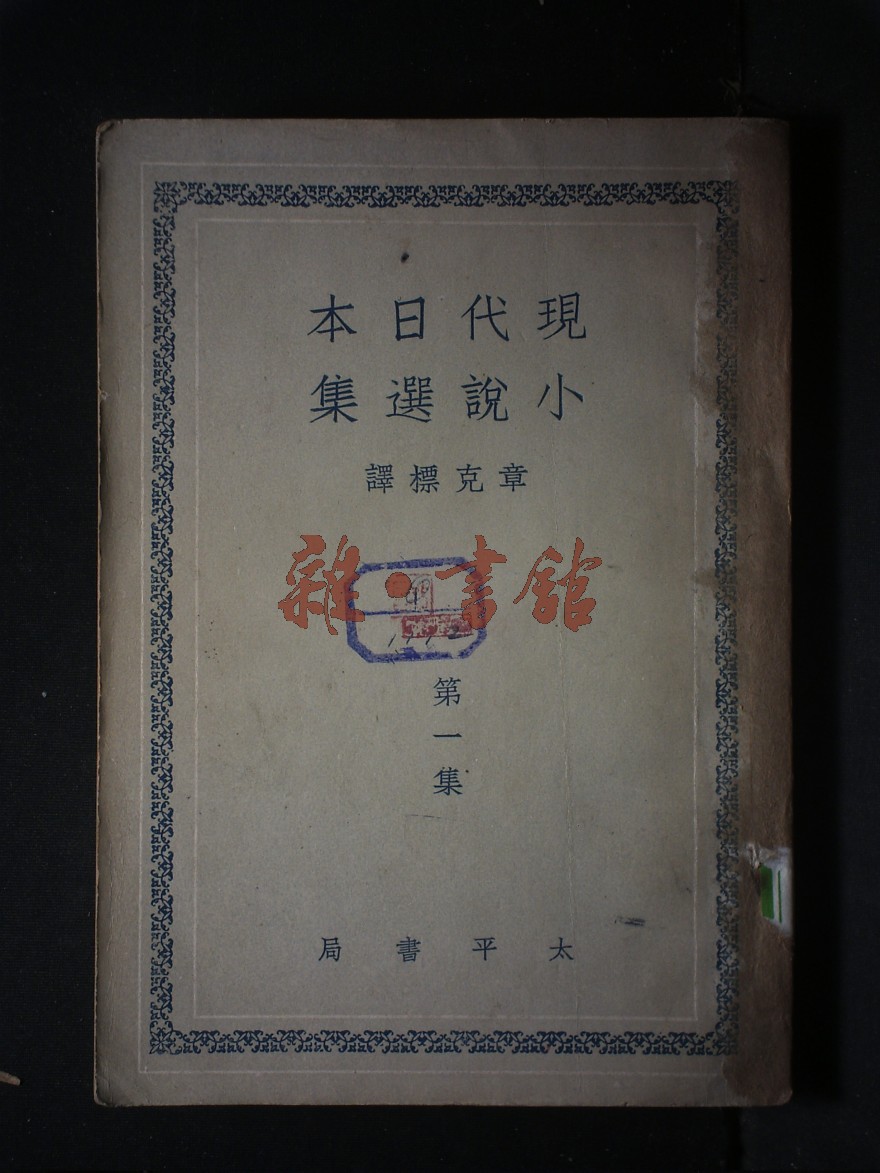 現代日本
小說選集
章克標譯
雜·書館
第一集
太平書局